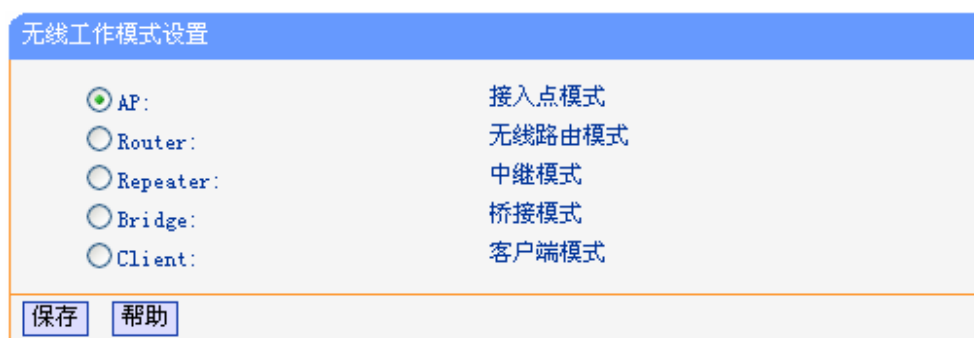 无线工作模式设置
AP: 接入点模式
Router: 无线路由模式
Repeater: 中继模式
Bridge: 桥接模式
Client: 客户端模式
保存 帮助